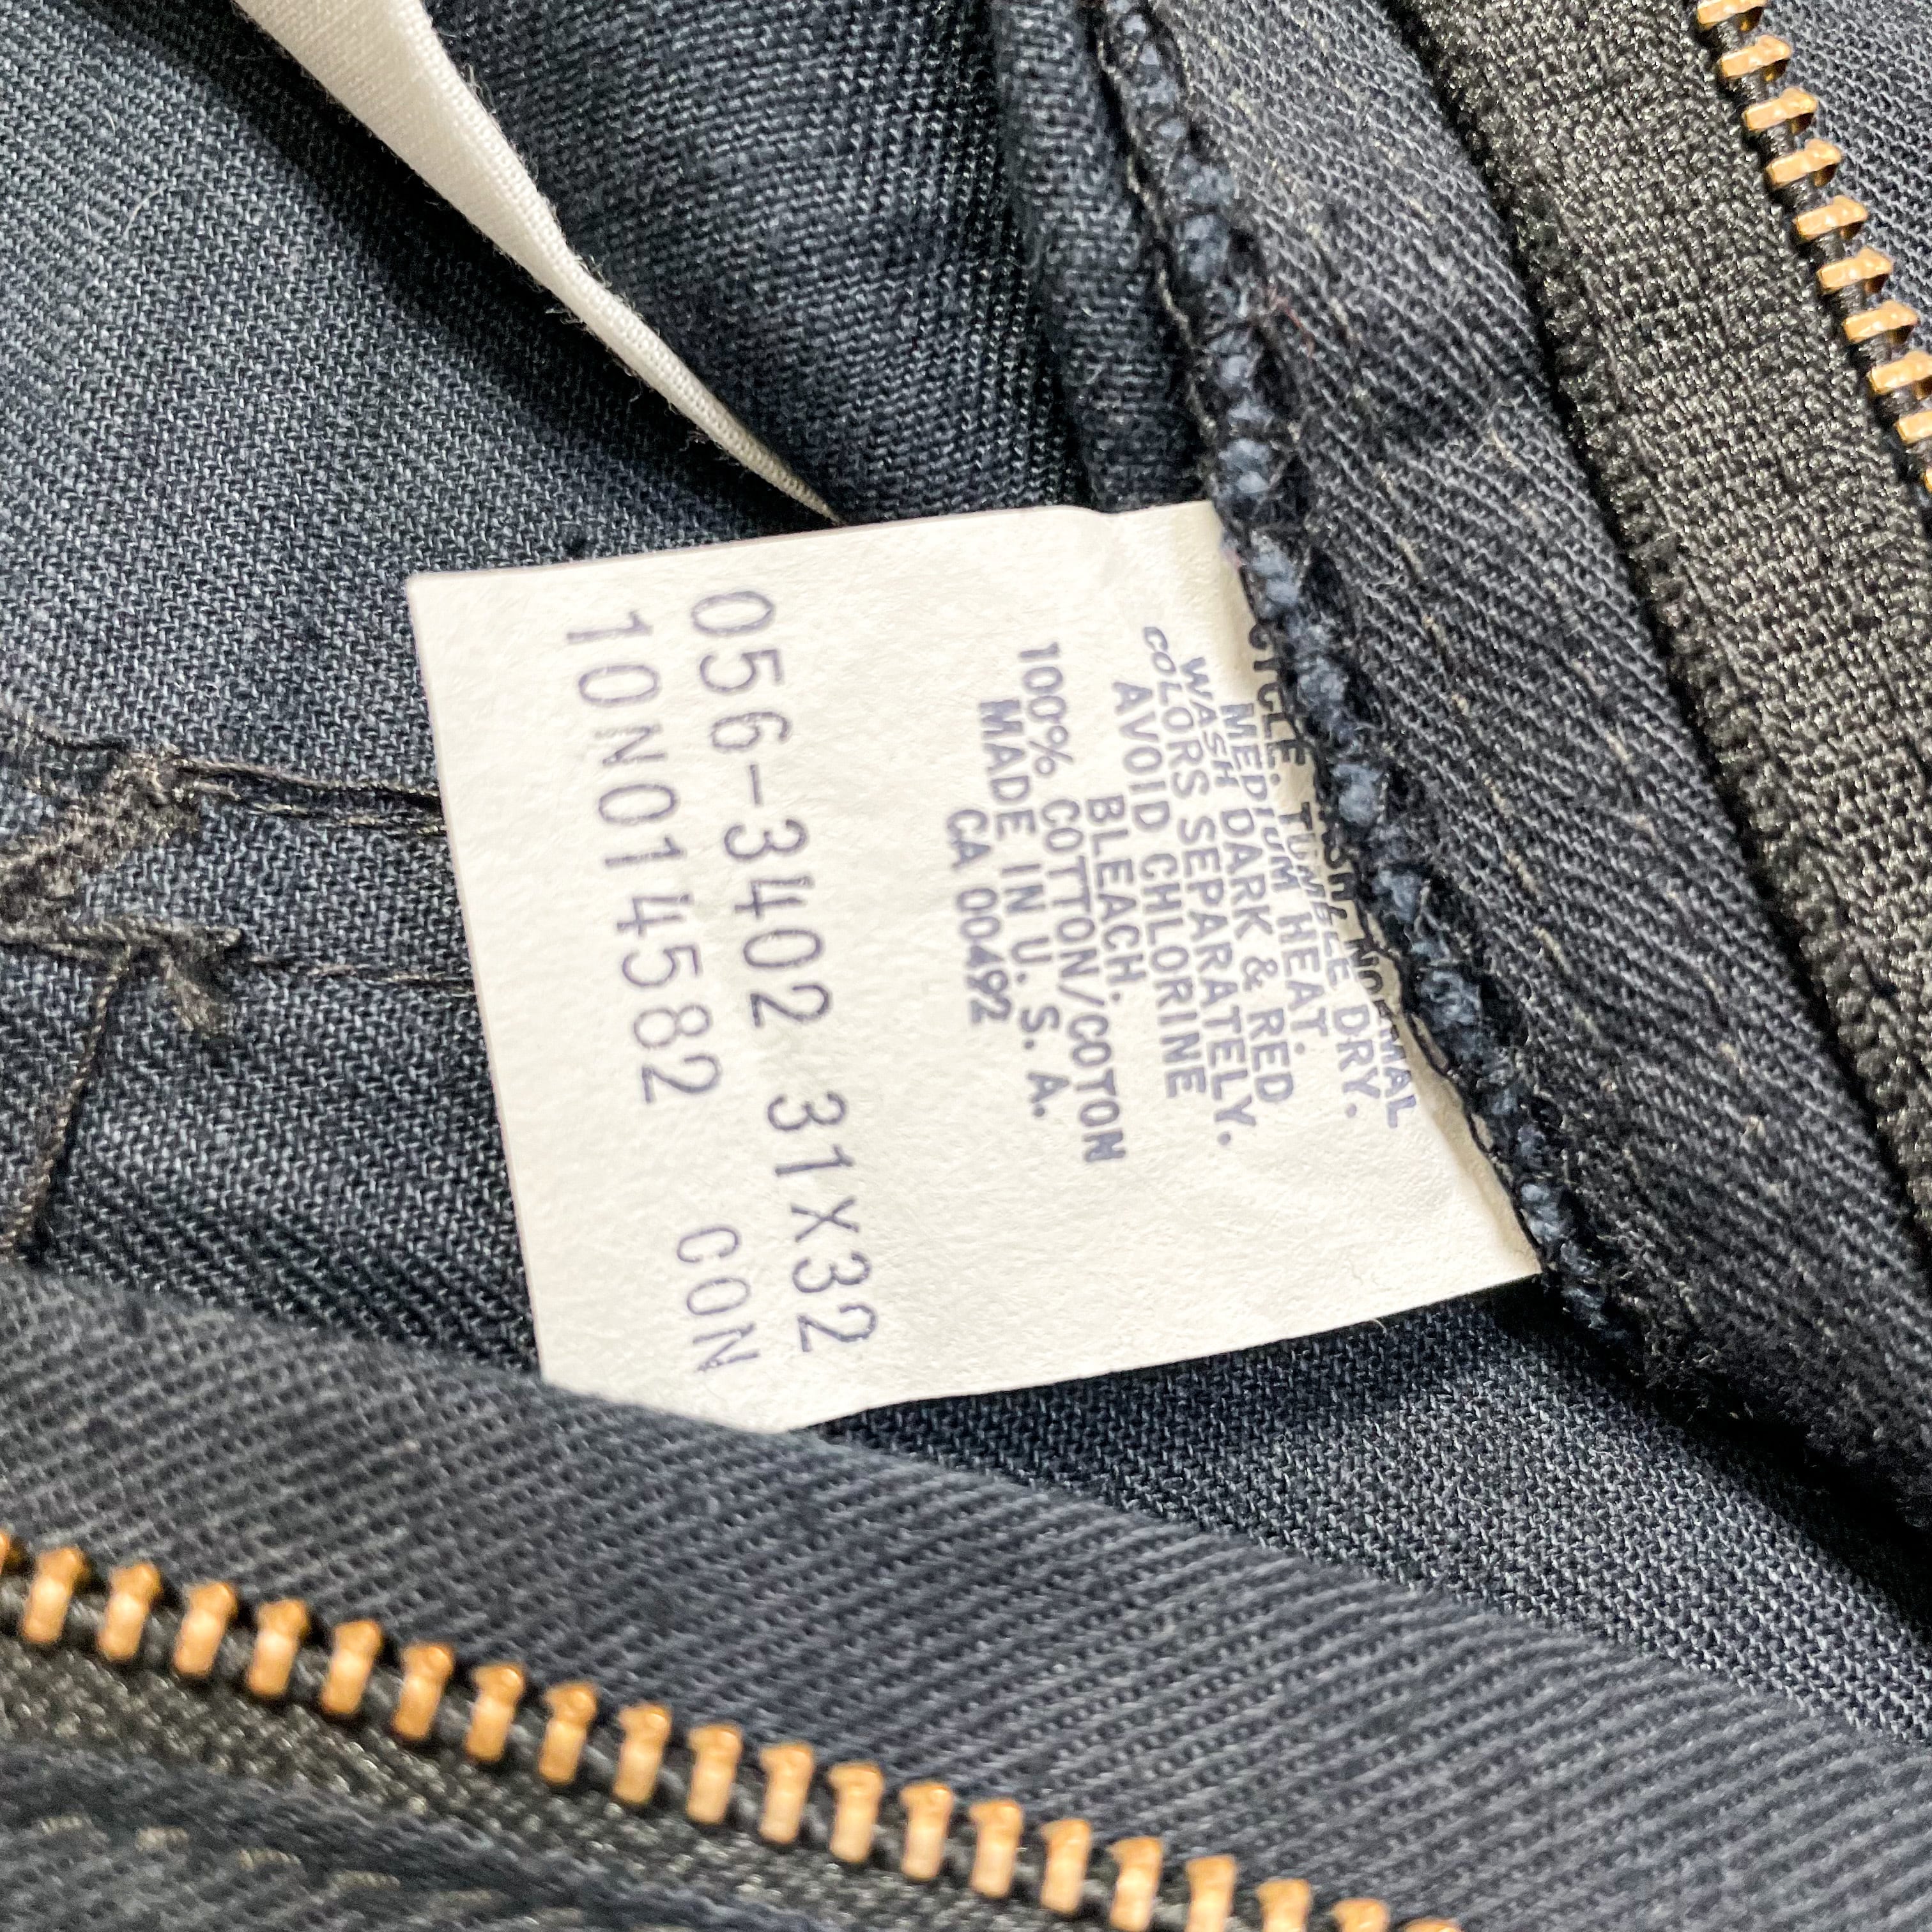 CYCLE. TUMBLE DRY. NORMAL
MEDIUM HEAT.
WASH DARK & RED
COLORS SEPARATELY.
AVOID CHLORINE
BLEACH.
100% COTTON/COTON
MADE IN U.S.A.
CA 00492
056-3402 31X32
10N014582 CON